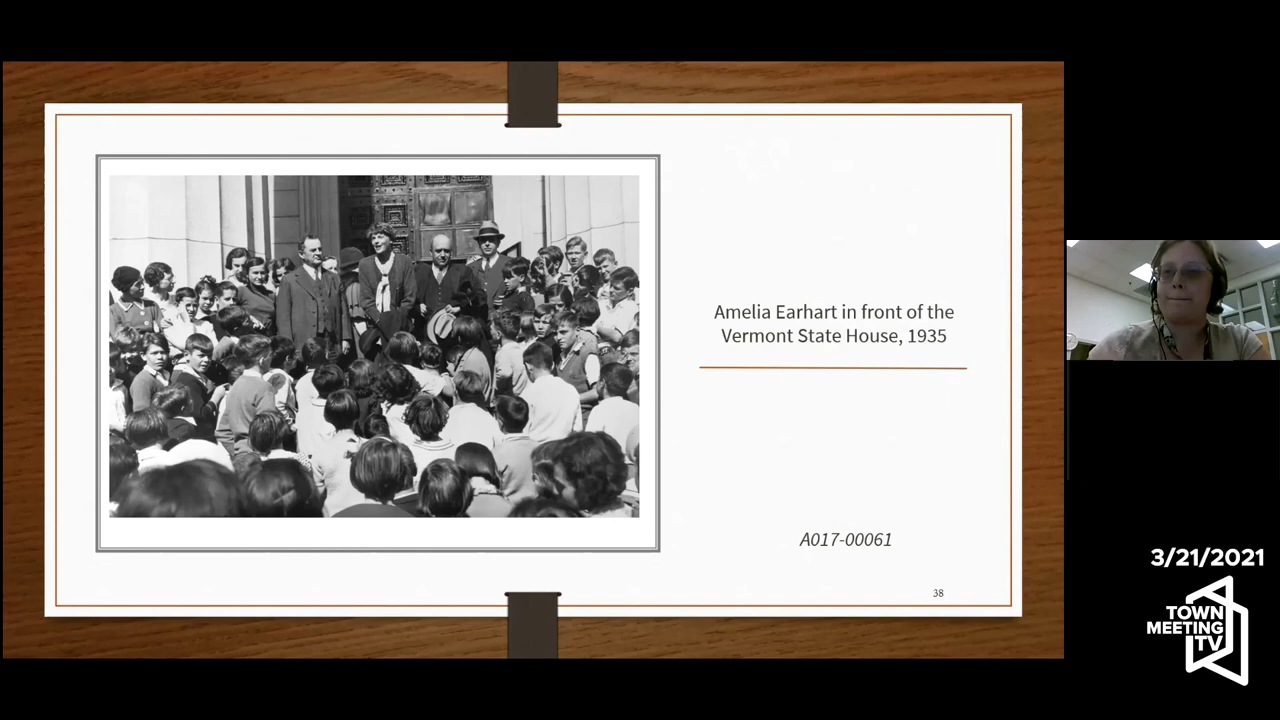 Amelia Earhart in front of the
Vermont State House, 1935
A017-00061
38
3/21/2021
TOWN
MEETING
TV